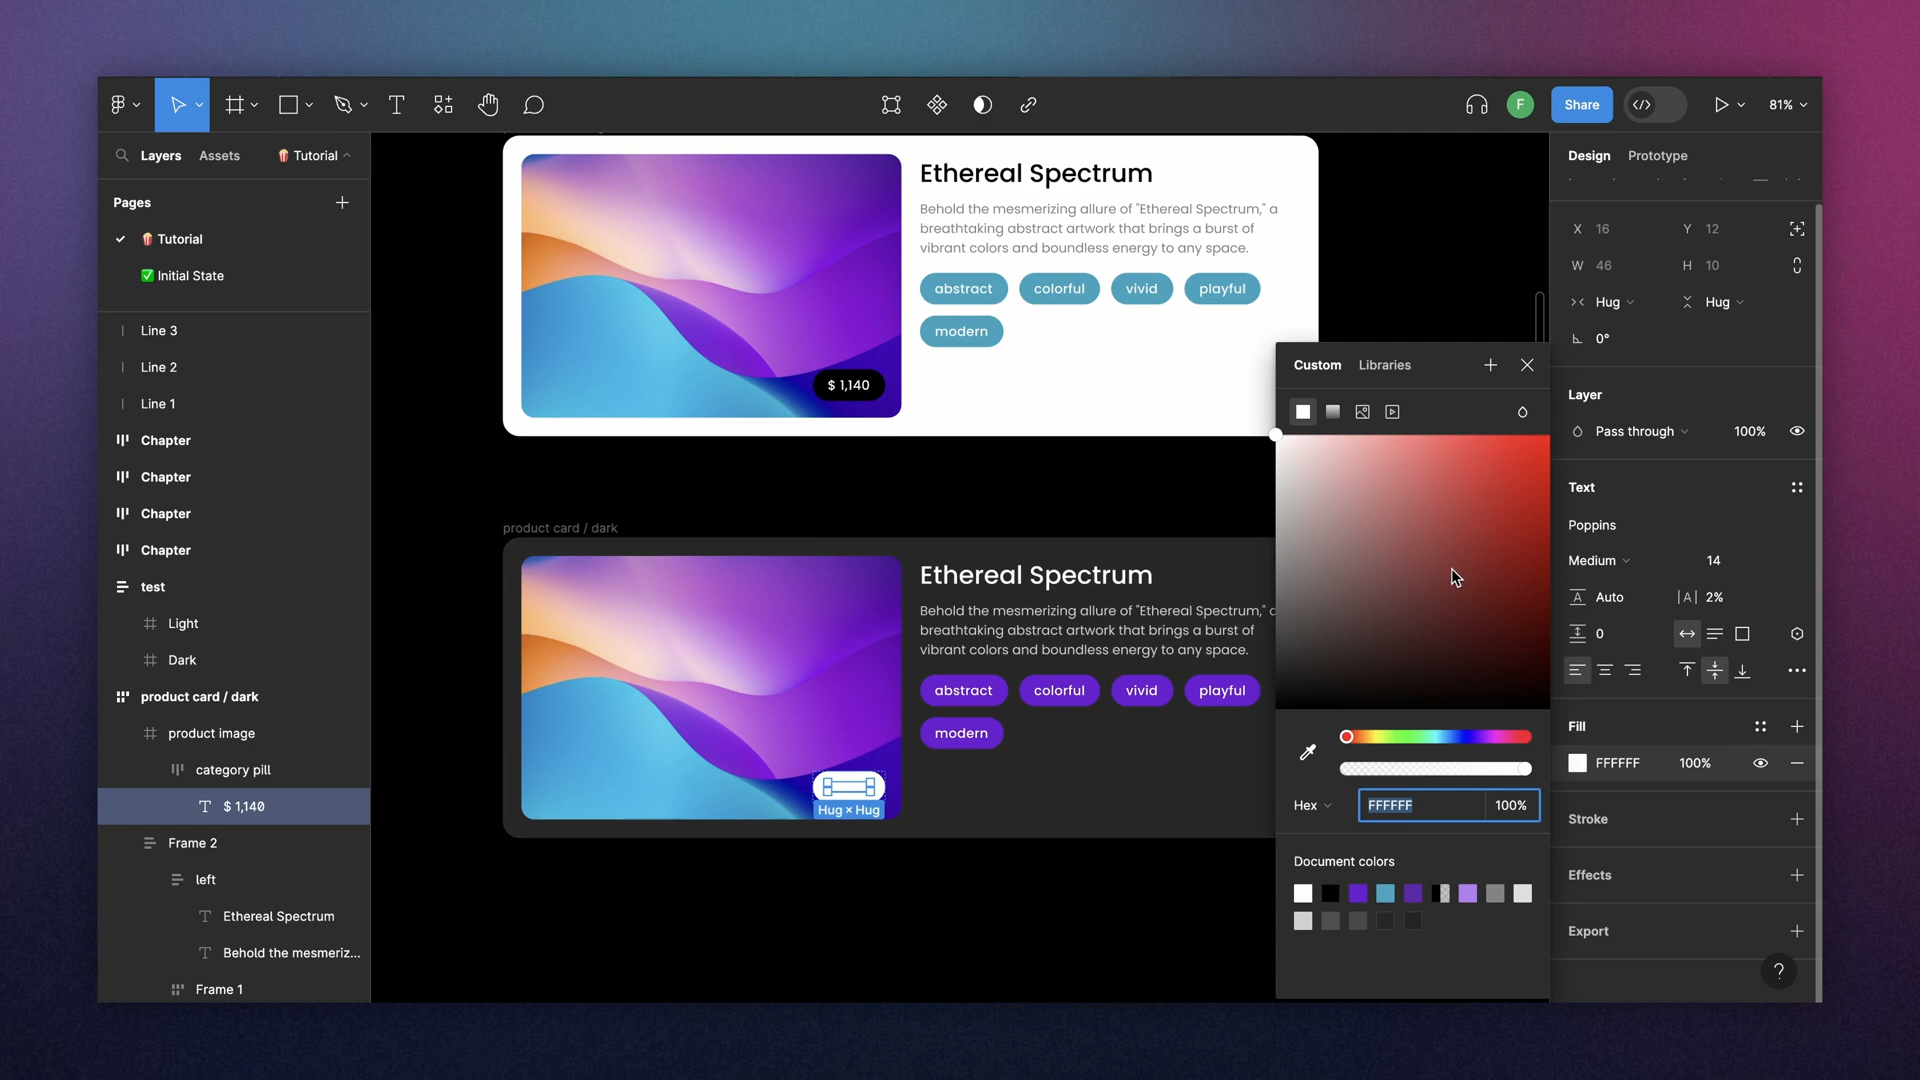 F
Share
81%
Layers
Assets
Tutorial
Pages
Tutorial
Initial State
Line 3
Line 2
Line 1
Chapter
Chapter
Chapter
Chapter
test
Light
Dark
product card / dark
product image
category pill
$ 1,140
Frame 2
left
Ethereal Spectrum
Behold the mesmeriz...
Frame 1
Ethereal Spectrum
Behold the mesmerizing allure of "Ethereal Spectrum," a
breathtaking abstract artwork that brings a burst of
vibrant colors and boundless energy to any space.
abstract
colorful
vivid
playful
modern
$ 1,140
product card / dark
Ethereal Spectrum
Behold the mesmerizing allure of "Ethereal Spectrum," a
breathtaking abstract artwork that brings a burst of
vibrant colors and boundless energy to any space.
abstract
colorful
vivid
playful
modern
Hug × Hug
Custom
Libraries
Hex
FFFFFF
100%
Document colors
Design
Prototype
X 16
Y 12
W 46
H 10
Hug
Hug
0°
Layer
Pass through
100%
Text
Poppins
Medium
14
Auto
2%
0
Fill
FFFFFF
100%
Stroke
Effects
Export
?